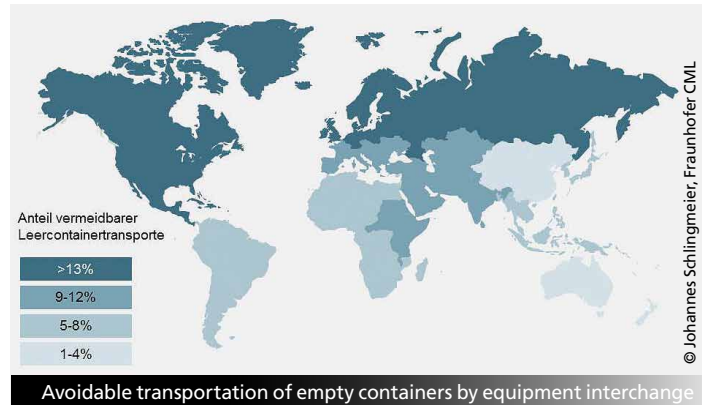 Anteil vermeidbarer
Leercontainertransporte
>13%
9-12%
5-8%
1-4%
© Johannes Schlingmeier, Fraunhofer CML
Avoidable transportation of empty containers by equipment interchange